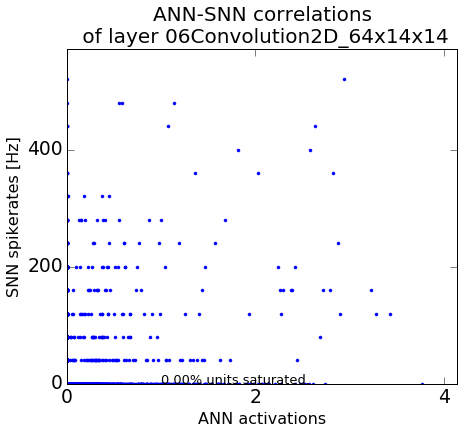 ANN-SNN correlations
of layer 06Convolution2D_64x14x14
SNN spikerates [Hz]
400
200
0
0.00% units saturated
0 2 4
ANN activations